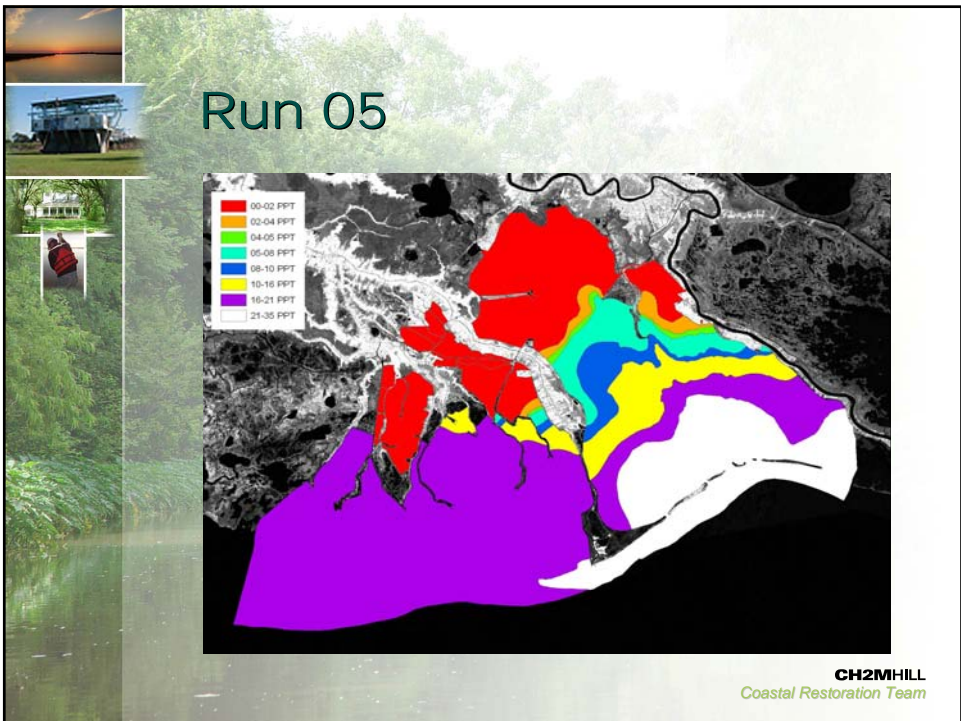 Run 05
00-02 PPT
02-04 PPT
04-05 PPT
05-08 PPT
08-10 PPT
10-16 PPT
16-21 PPT
21-35 PPT
CH2MHILL
Coastal Restoration Team